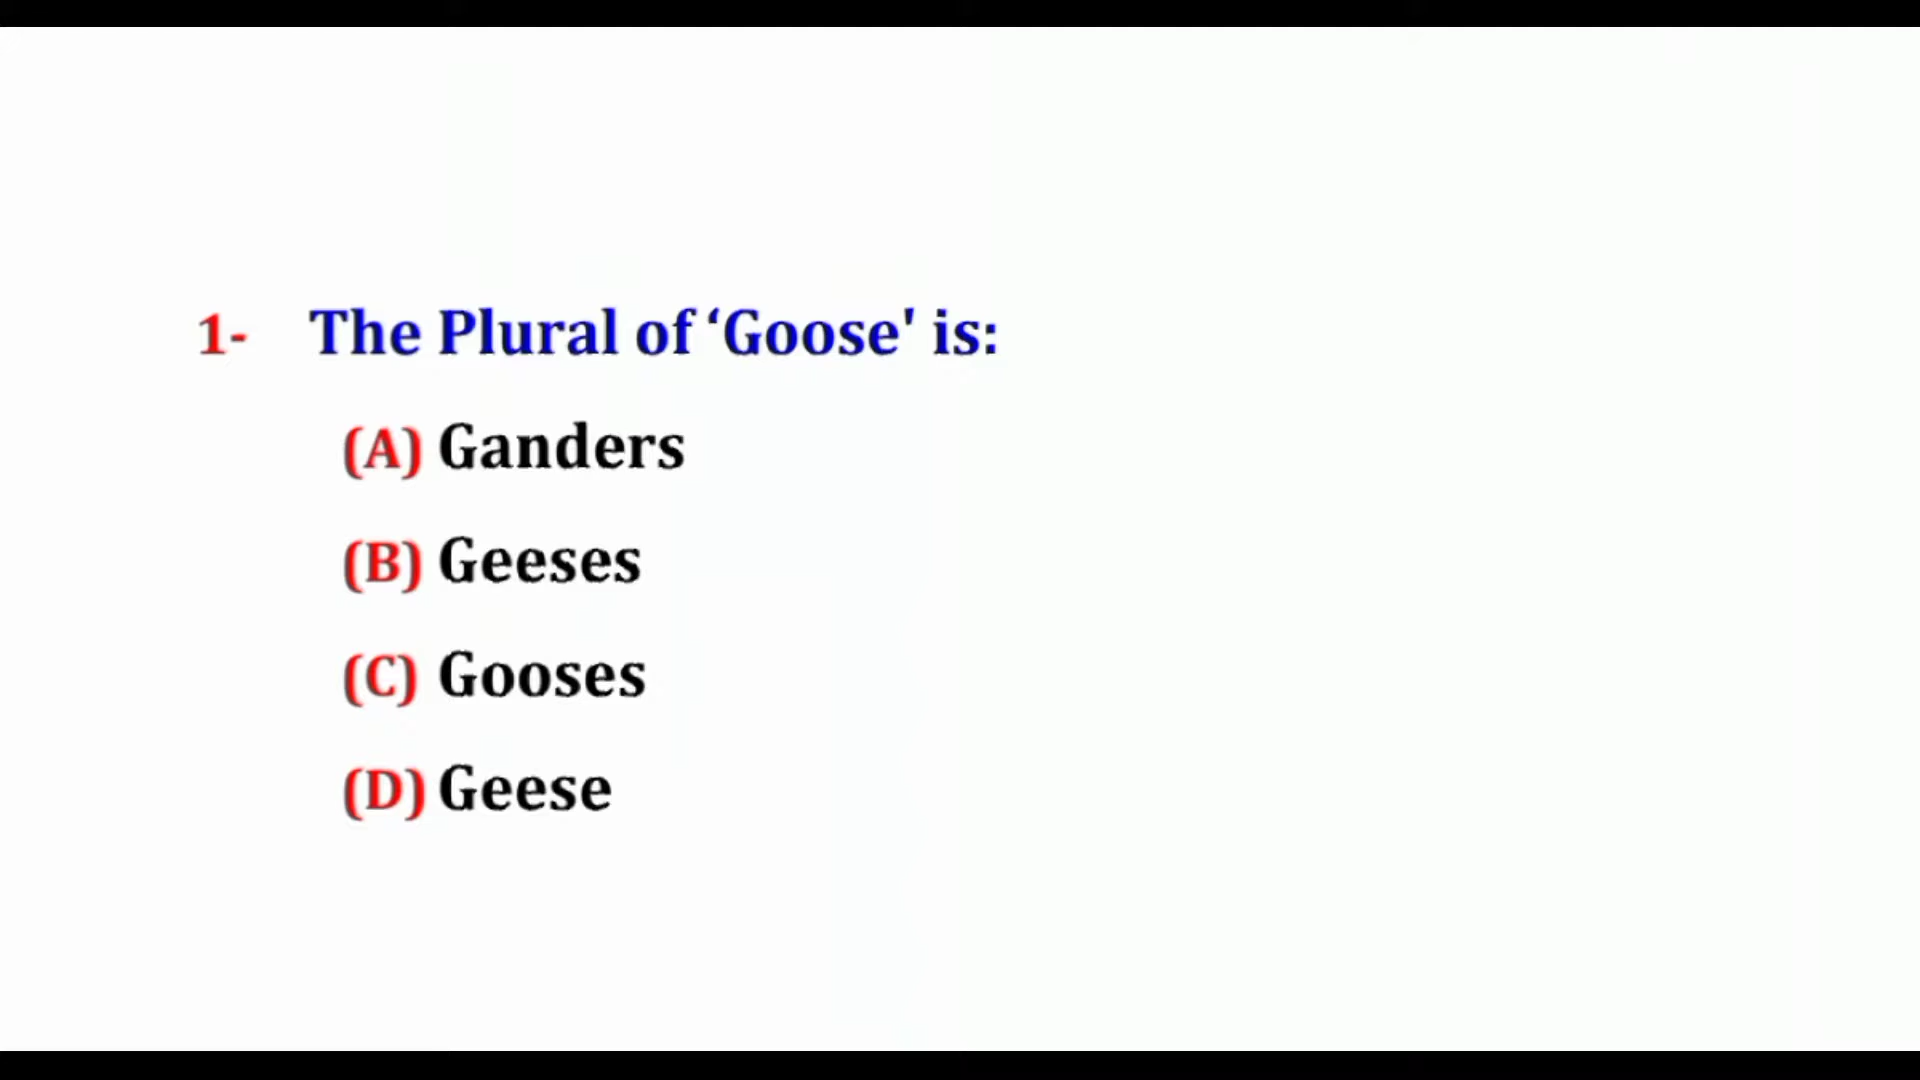 1- The Plural of ‘Goose' is:
(A) Ganders
(B) Geeses
(C) Gooses
(D) Geese